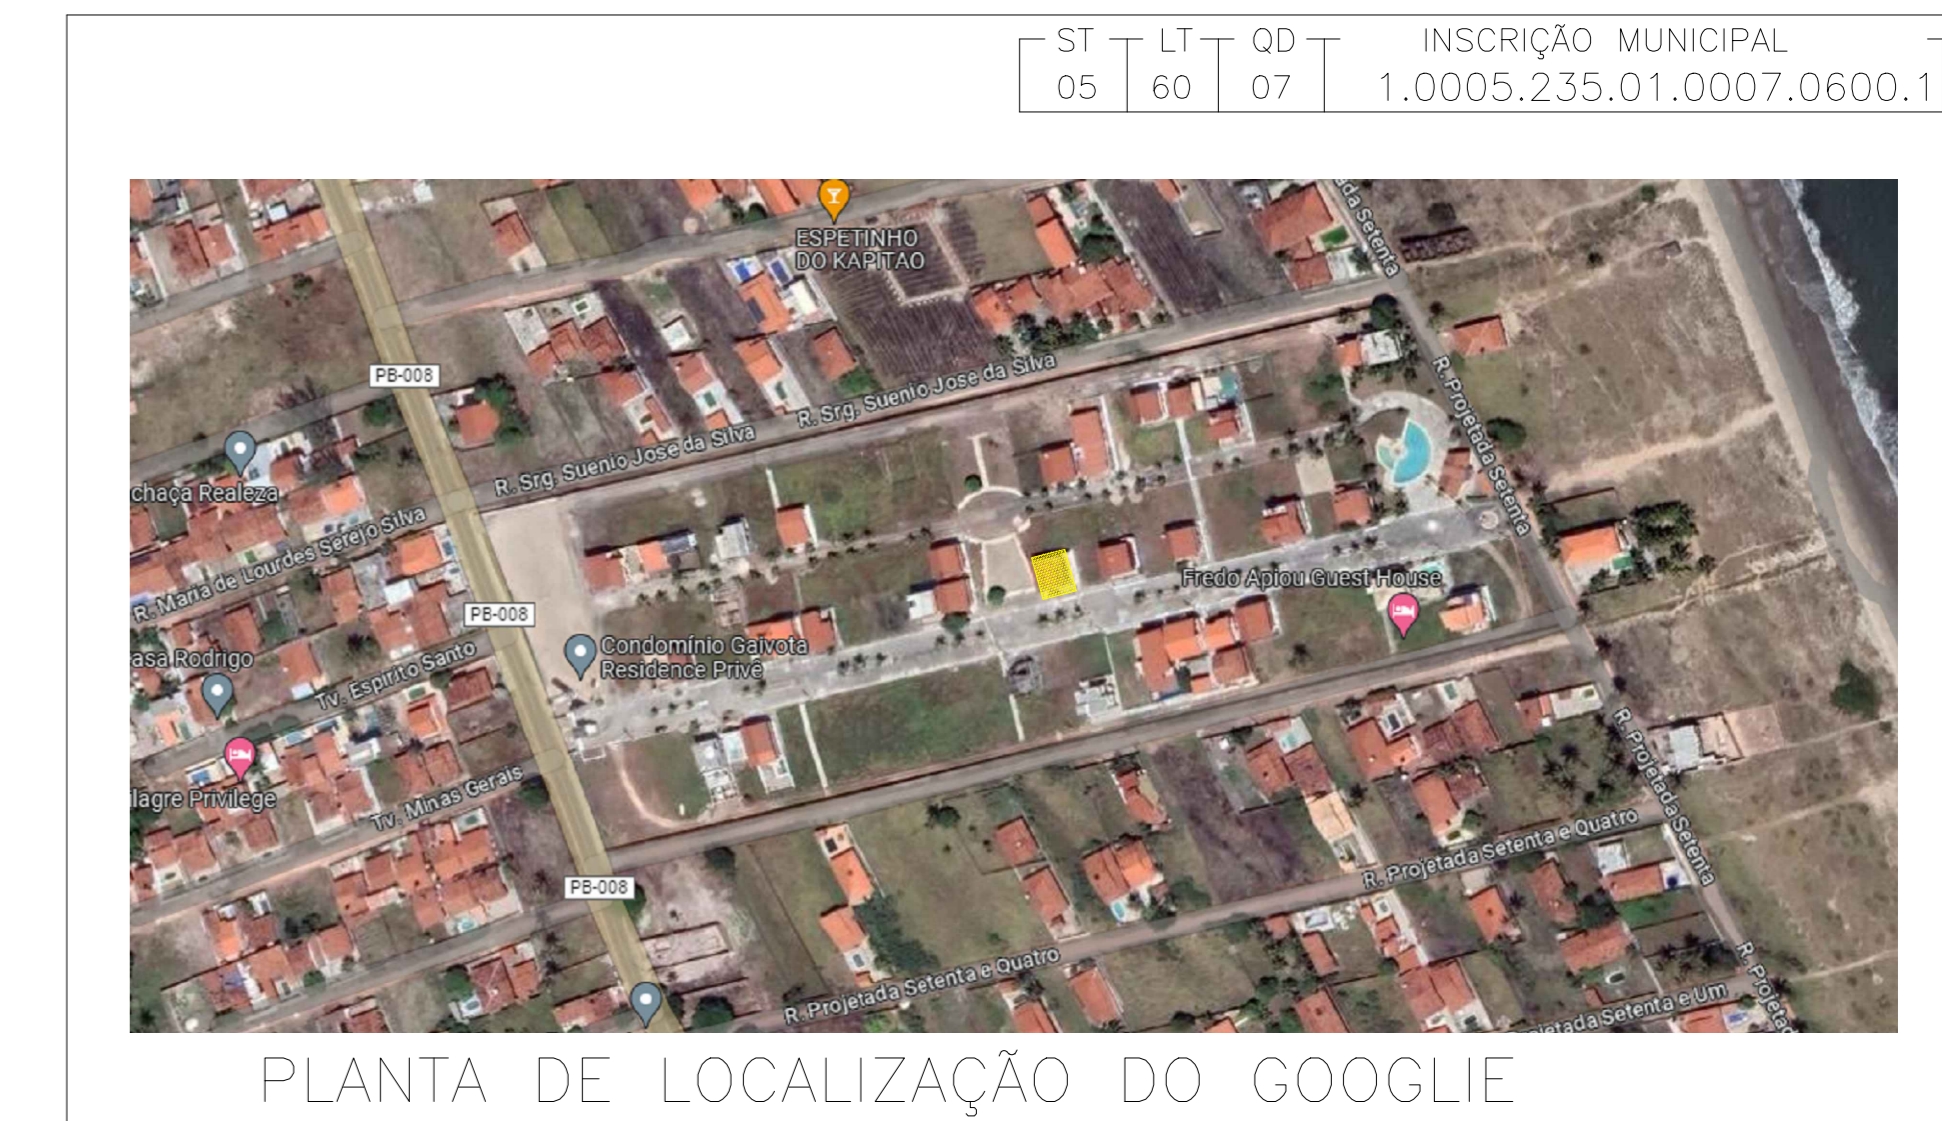 ST LT QD INSCRIÇÃO MUNICIPAL
05 60 07 1.0005.235.01.0007.0600.1
ada Setenta
ESPETINHO
DO KAPITAO
PB-008
R. Srg. Suenio Jose da Silva
R. Srg. Suenio Jose da Silva
R. Projetada Setenta
chaça Realeza
R. Maria de Lourdes Serejo Silva
Fredo Apiou Guest House
PB-008
Condomínio Gaivota
Residence Privê
asa Rodrigo
Tv. Espirito Santo
R. Projetada Setenta
Tv. Minas Gerais
lagre Privilege
R. Projetada Setenta e Quatro
PB-008
R. Projetada Setenta e Quatro
R. Projetad
jetada Setenta e Um
PLANTA DE LOCALIZAÇÃO DO GOOGLIE